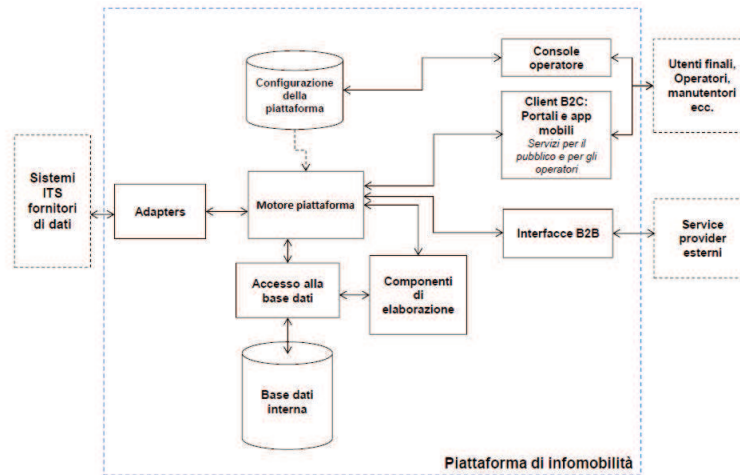 Console
operatore
Configurazione
della
piattaforma
Utenti finali,
Operatori,
manutentori
ecc.
Client B2C:
Portali e app
mobili
Servizi per il
pubblico e per gli
operatori
Sistemi
ITS
fornitori
di dati
Adapters
Motore piattaforma
Interfacce B2B
Service
provider
esterni
Accesso alla
base dati
Componenti
di
elaborazione
Base dati
interna
Piattaforma di infomobilità